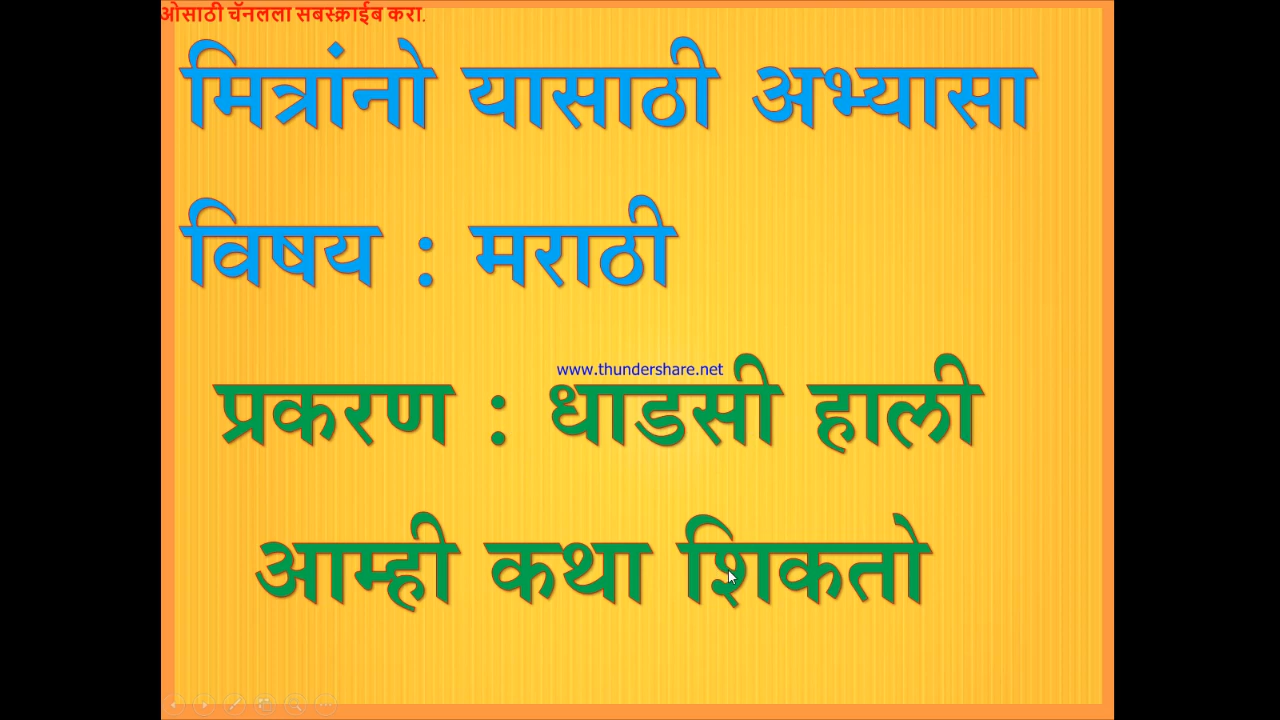 ओसाठी चॅनलला सबस्क्राईब करा.
मित्रांनो यासाठी अभ्यासा
विषय : मराठी
www.thundershare.net
प्रकरण : धाडसी हाली
आम्ही कथा शिकतो